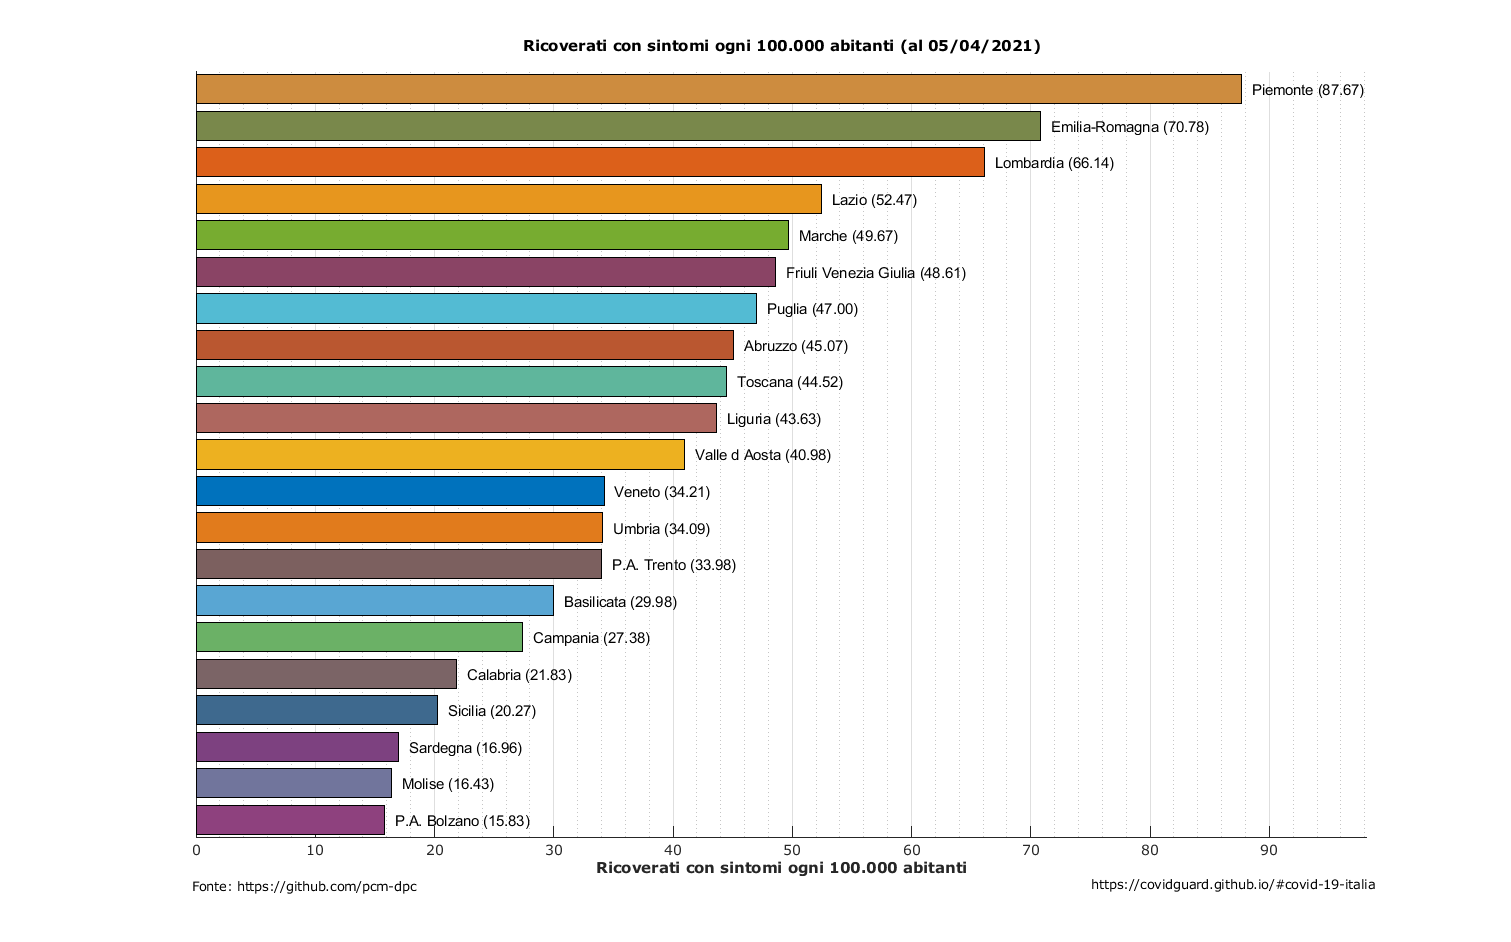 Ricoverati con sintomi ogni 100.000 abitanti (al 05/04/2021)
Piemonte (87.67)
Emilia-Romagna (70.78)
Lombardia (66.14)
Lazio (52.47)
Marche (49.67)
Friuli Venezia Giulia (48.61)
Puglia (47.00)
Abruzzo (45.07)
Toscana (44.52)
Liguria (43.63)
Valle d Aosta (40.98)
Veneto (34.21)
Umbria (34.09)
P.A. Trento (33.98)
Basilicata (29.98)
Campania (27.38)
Calabria (21.83)
Sicilia (20.27)
Sardegna (16.96)
Molise (16.43)
P.A. Bolzano (15.83)
0 10 20 30 40 50 60 70 80 90
Ricoverati con sintomi ogni 100.000 abitanti
Fonte: https://github.com/pcm-dpc
https://covidguard.github.io/#covid-19-italia